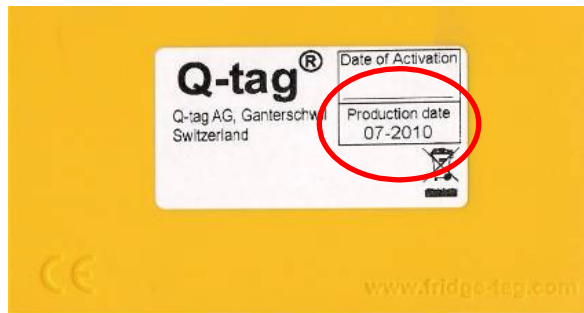 Q-tag®
Q-tag AG, Ganterschwil
Switzerland
Date of Activation
Production date
07-2010
CE
www.fridge-tag.com